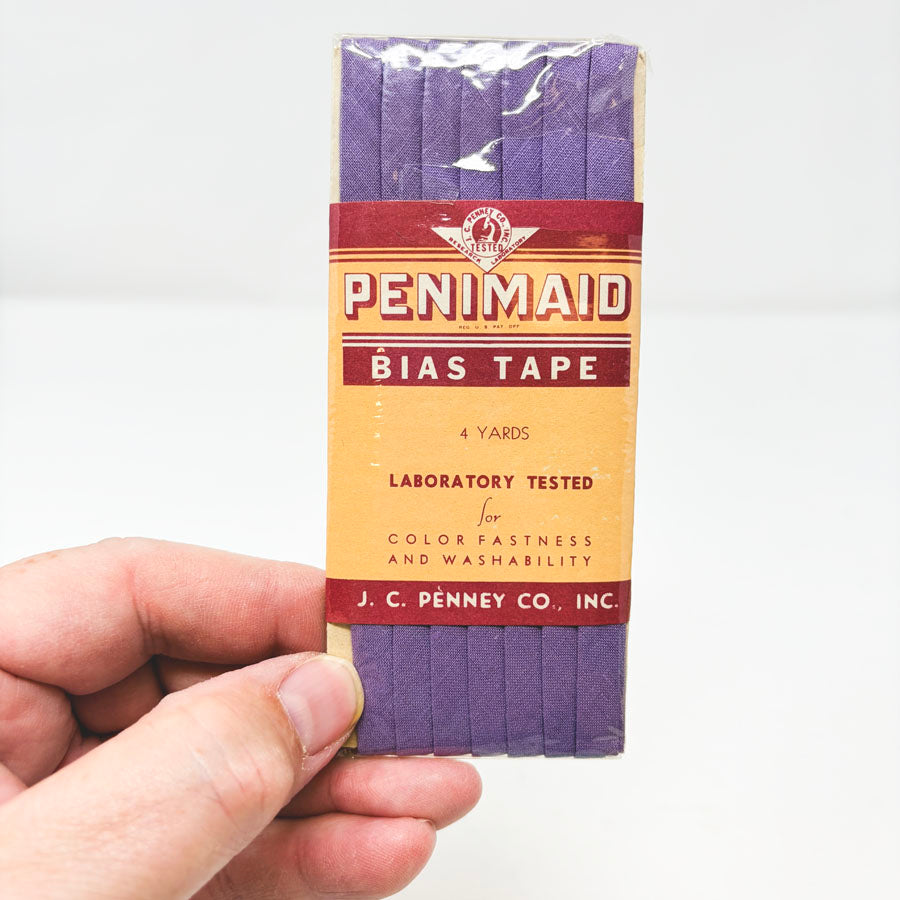 J. C. PENNEY CO. INC.
TESTED
RESEARCH LABORATORY
PENIMAID
REG. U. S. PAT. OFF.
BIAS TAPE
4 YARDS
LABORATORY TESTED
for
COLOR FASTNESS
AND WASHABILITY
J. C. PENNEY CO., INC.